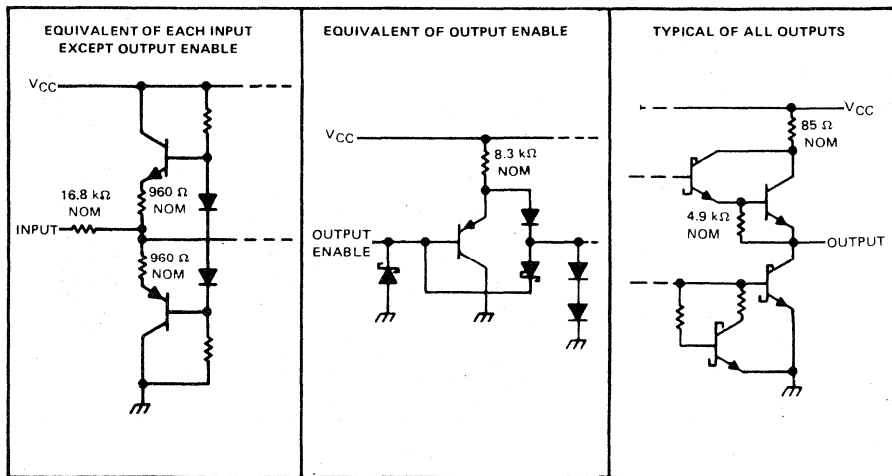 EQUIVALENT OF EACH INPUT
EXCEPT OUTPUT ENABLE
VCC
16.8 kΩ
NOM
960 Ω
NOM
INPUT
960 Ω
NOM
EQUIVALENT OF OUTPUT ENABLE
VCC
8.3 kΩ
NOM
OUTPUT
ENABLE
TYPICAL OF ALL OUTPUTS
VCC
85 Ω
NOM
4.9 kΩ
NOM
OUTPUT